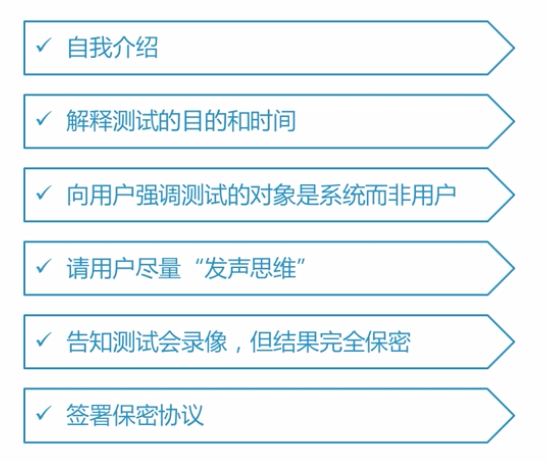 ✓ 自我介绍
✓ 解释测试的目的和时间
✓ 向用户强调测试的对象是系统而非用户
✓ 请用户尽量“发声思维”
✓ 告知测试会录像，但结果完全保密
✓ 签署保密协议